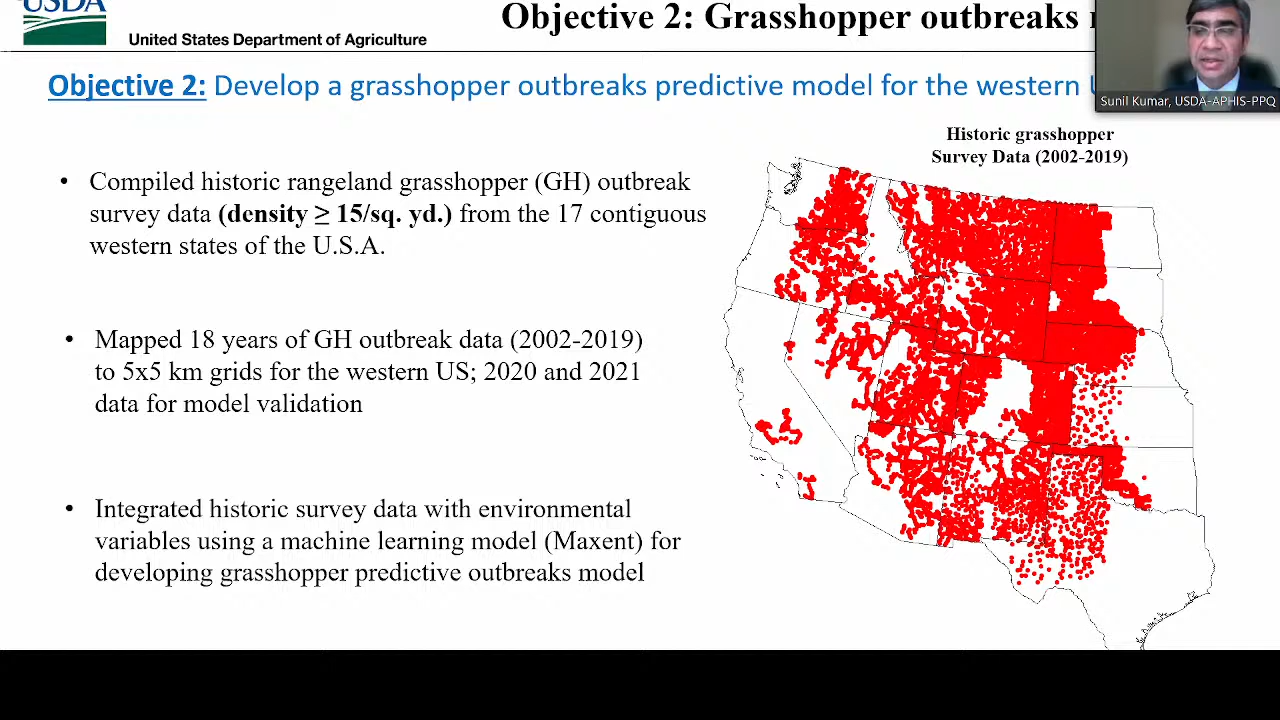 USDA
Objective 2: Grasshopper outbreaks
United States Department of Agriculture
Objective 2: Develop a grasshopper outbreaks predictive model for the western
Sunil Kumar, USDA-APHIS-PPQ
Historic grasshopper
Survey Data (2002-2019)
• Compiled historic rangeland grasshopper (GH) outbreak
survey data (density ≥ 15/sq. yd.) from the 17 contiguous
western states of the U.S.A.
• Mapped 18 years of GH outbreak data (2002-2019)
to 5x5 km grids for the western US; 2020 and 2021
data for model validation
• Integrated historic survey data with environmental
variables using a machine learning model (Maxent) for
developing grasshopper predictive outbreaks model